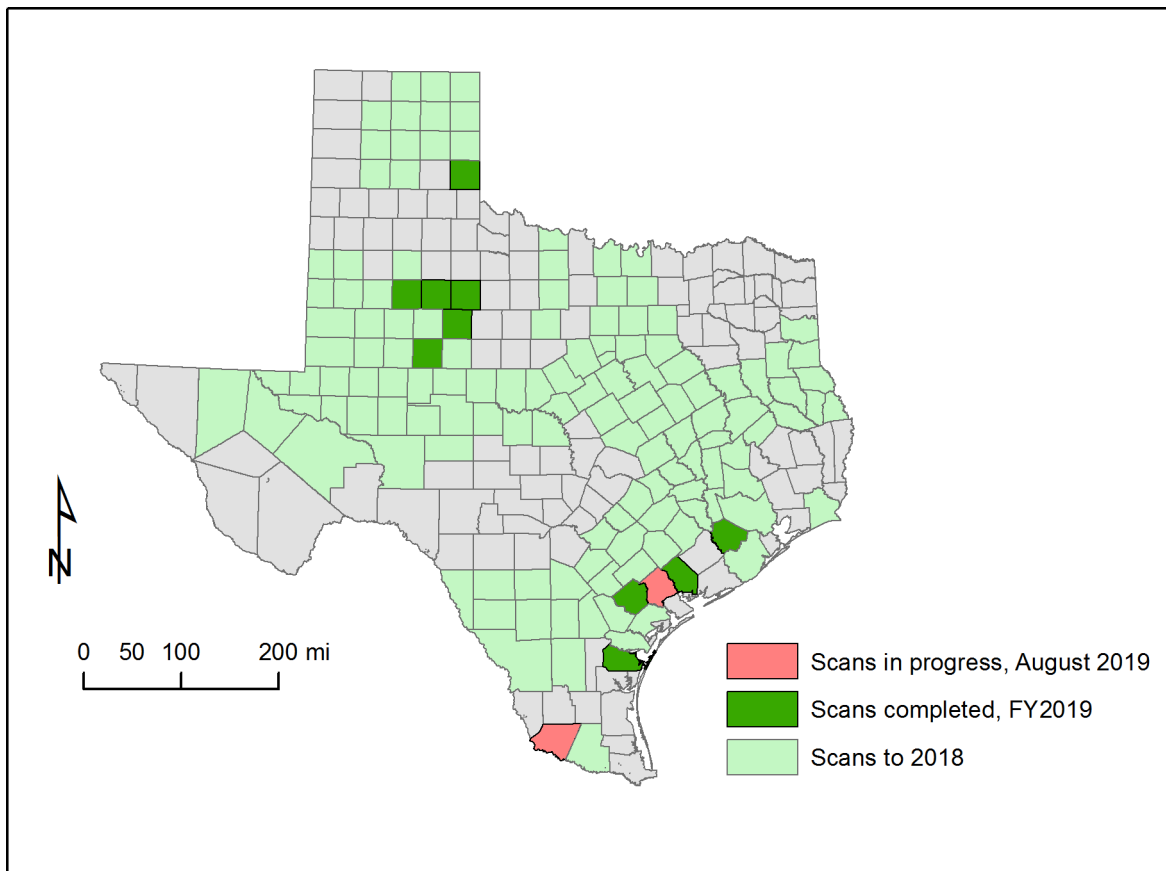 N
0 50 100 200 mi
Scans in progress, August 2019
Scans completed, FY2019
Scans to 2018